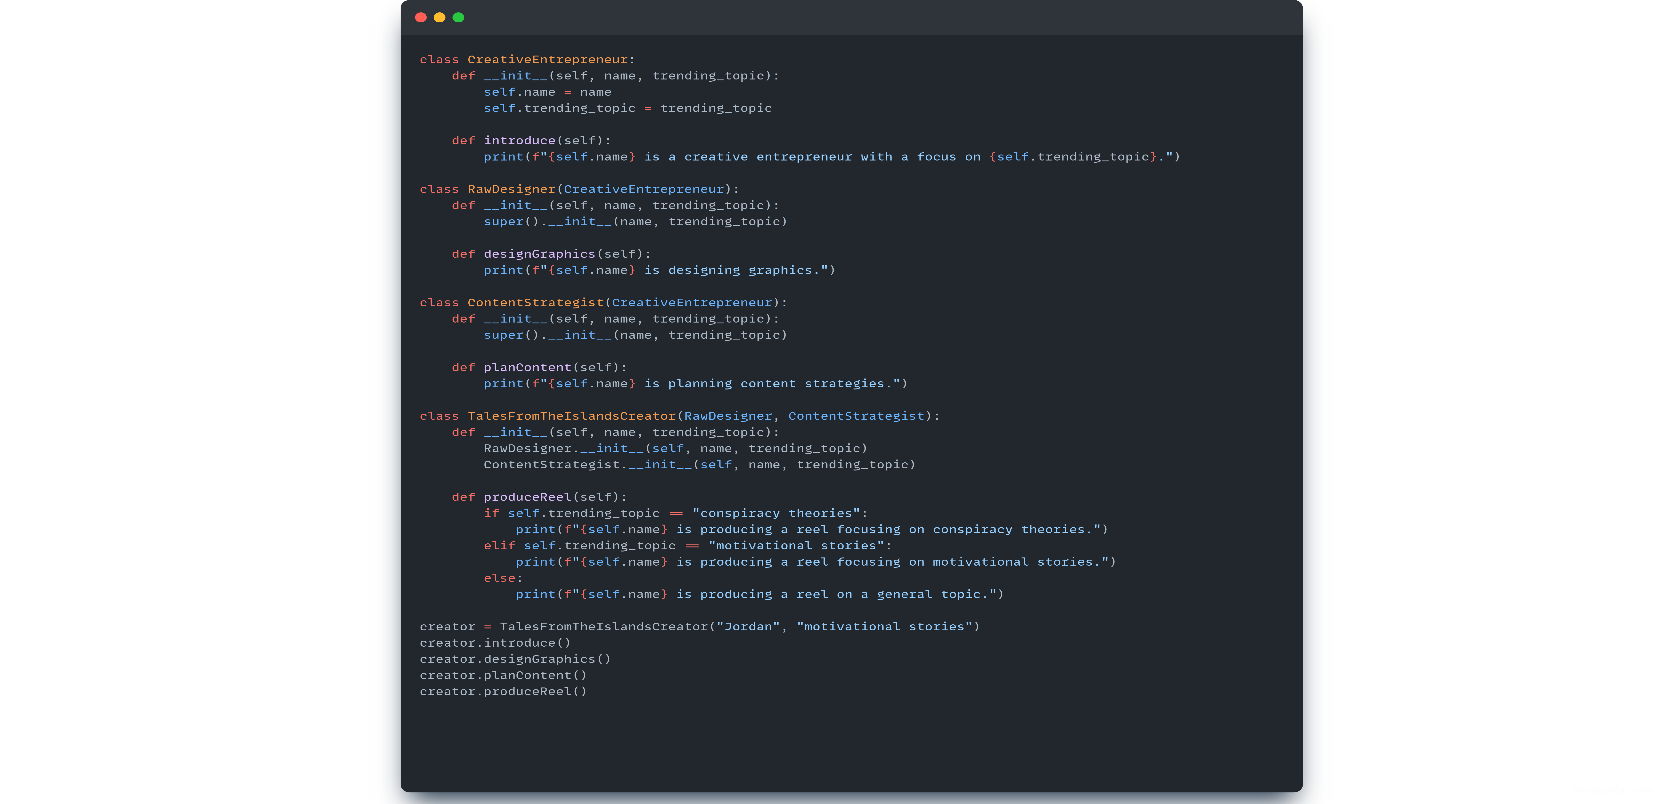 class CreativeEntrepreneur:
    def __init__(self, name, trending_topic):
        self.name = name
        self.trending_topic = trending_topic

    def introduce(self):
        print(f"{self.name} is a creative entrepreneur with a focus on {self.trending_topic}.")

class RawDesigner(CreativeEntrepreneur):
    def __init__(self, name, trending_topic):
        super().__init__(name, trending_topic)

    def designGraphics(self):
        print(f"{self.name} is designing graphics.")

class ContentStrategist(CreativeEntrepreneur):
    def __init__(self, name, trending_topic):
        super().__init__(name, trending_topic)

    def planContent(self):
        print(f"{self.name} is planning content strategies.")

class TalesFromTheIslandsCreator(RawDesigner, ContentStrategist):
    def __init__(self, name, trending_topic):
        RawDesigner.__init__(self, name, trending_topic)
        ContentStrategist.__init__(self, name, trending_topic)

    def produceReel(self):
        if self.trending_topic == "conspiracy theories":
            print(f"{self.name} is producing a reel focusing on conspiracy theories.")
        elif self.trending_topic == "motivational stories":
            print(f"{self.name} is producing a reel focusing on motivational stories.")
        else:
            print(f"{self.name} is producing a reel on a general topic.")

creator = TalesFromTheIslandsCreator("Jordan", "motivational stories")
creator.introduce()
creator.designGraphics()
creator.planContent()
creator.produceReel()